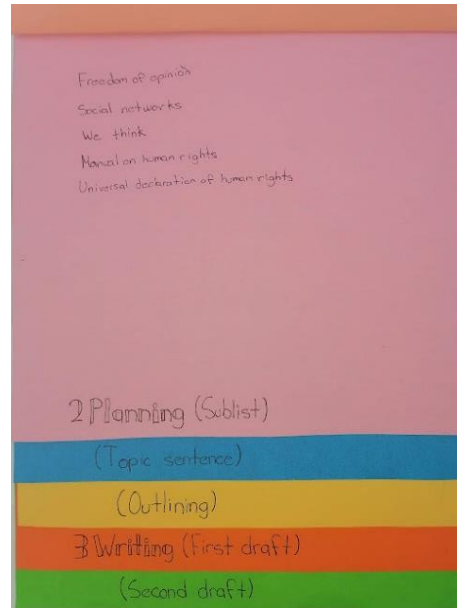 Freedom of opinion
Social networks
We think
Manual on human rights
Universal declaration of human rights
2 Planning (Sublist)
(Topic sentence)
(Outlining)
3 Writing (First draft)
(Second draft)